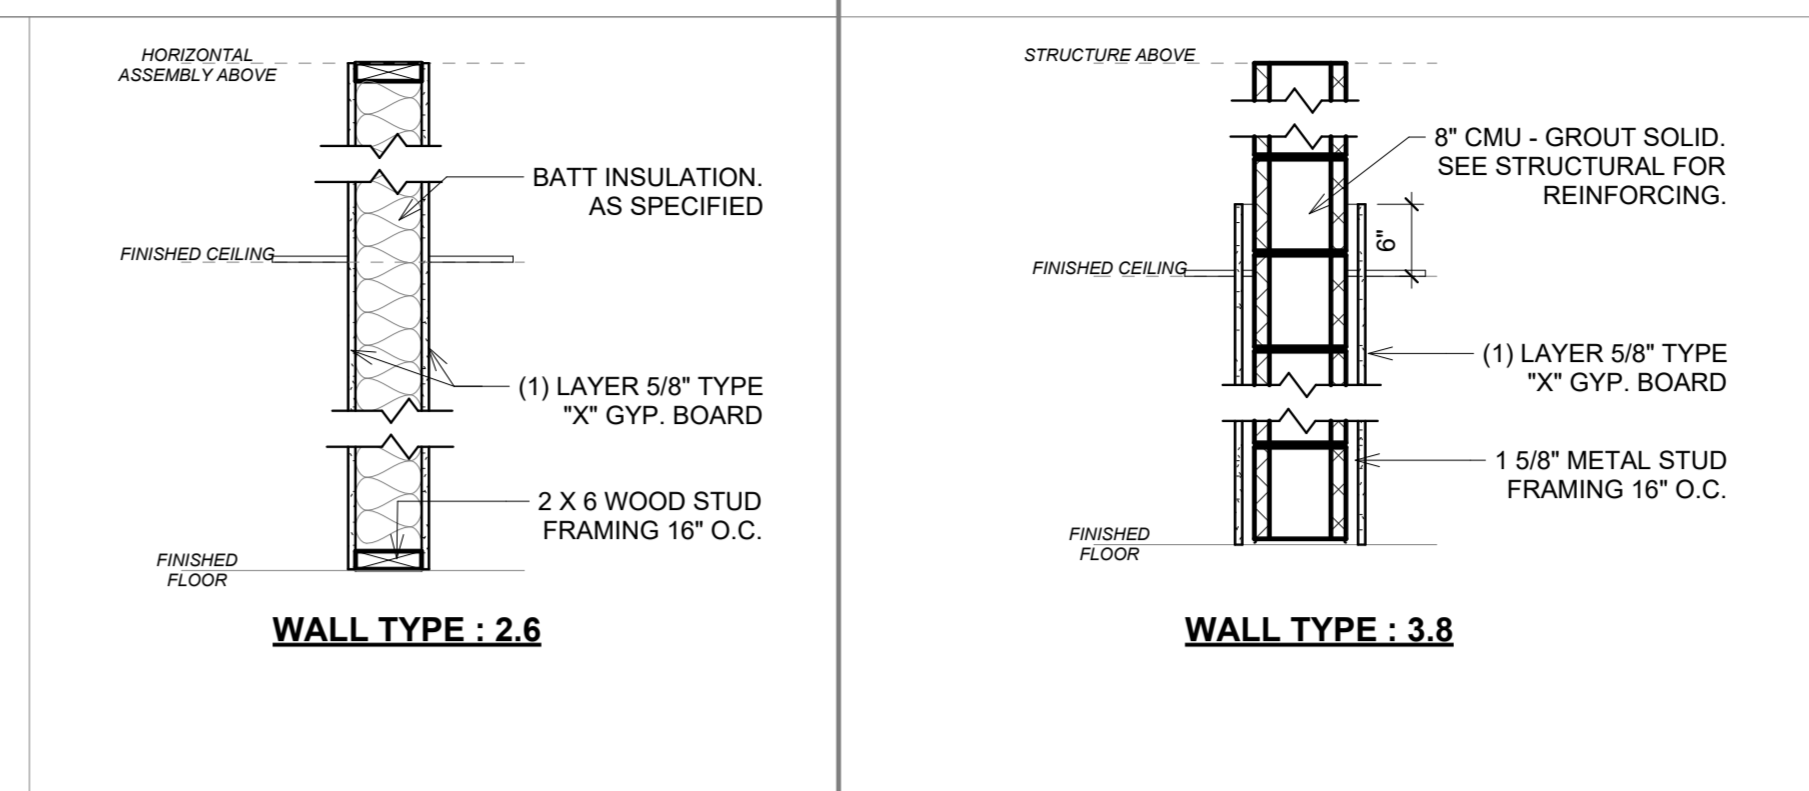 HORIZONTAL
ASSEMBLY ABOVE
BATT INSULATION.
AS SPECIFIED
FINISHED CEILING
(1) LAYER 5/8" TYPE
"X" GYP. BOARD
2 X 6 WOOD STUD
FRAMING 16" O.C.
FINISHED
FLOOR
WALL TYPE : 2.6
STRUCTURE ABOVE
8" CMU - GROUT SOLID.
SEE STRUCTURAL FOR
REINFORCING.
6"
FINISHED CEILING
(1) LAYER 5/8" TYPE
"X" GYP. BOARD
1 5/8" METAL STUD
FRAMING 16" O.C.
FINISHED
FLOOR
WALL TYPE : 3.8